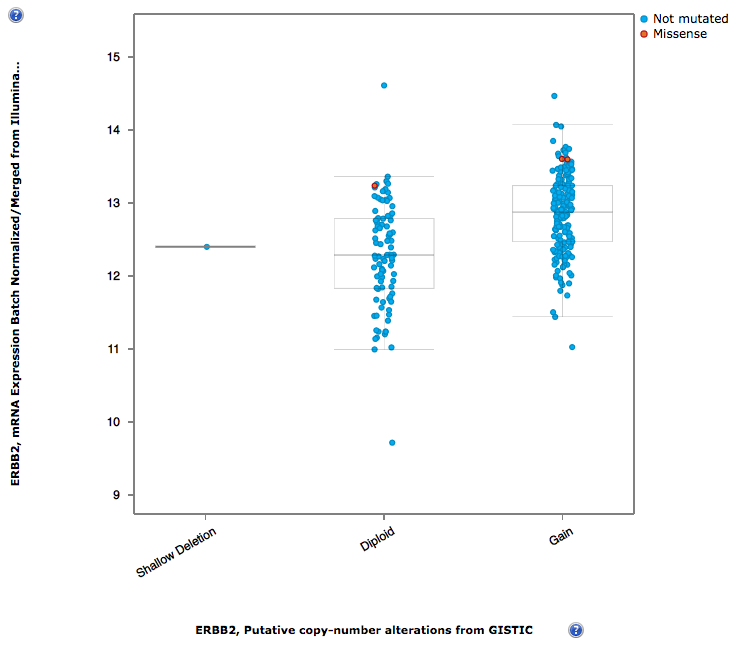 ?
Not mutated
Missense
ERBB2, mRNA Expression Batch Normalized/Merged from Illumina...
15
14
13
12
11
10
9
Shallow Deletion
Diploid
Gain
ERBB2, Putative copy-number alterations from GISTIC
?